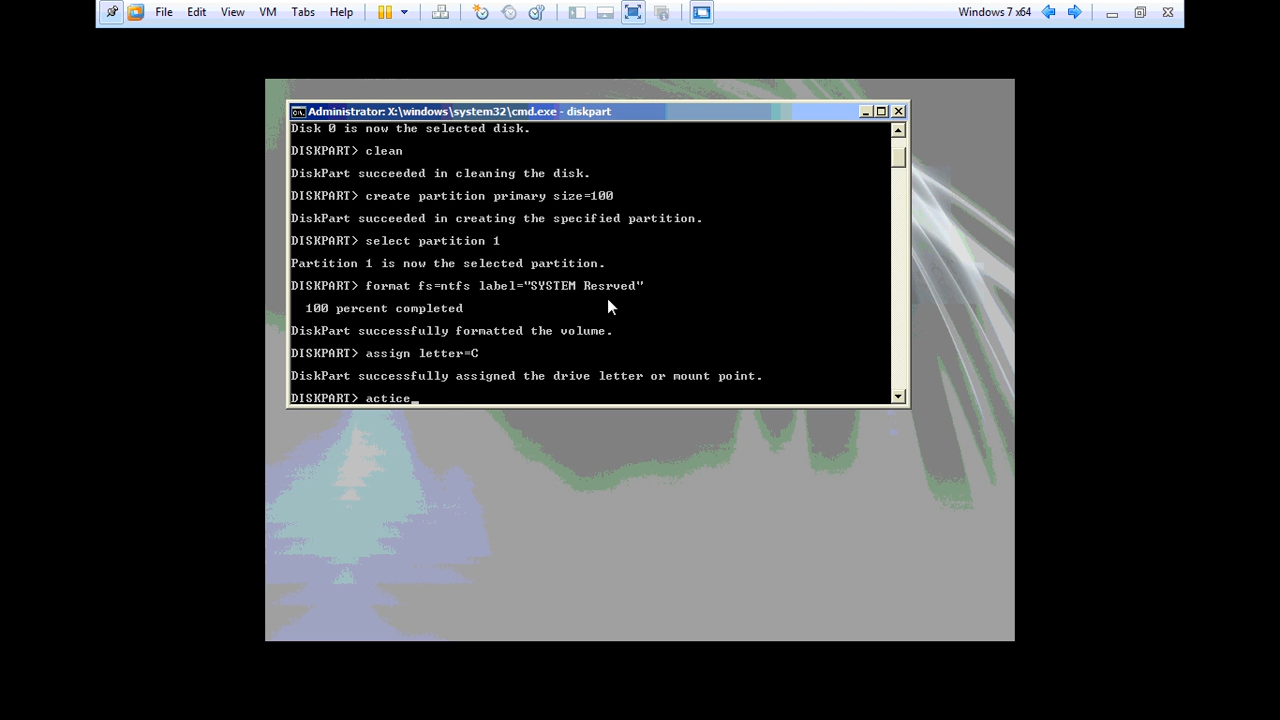 File Edit View VM Tabs Help Windows 7 x64
Administrator: X:\windows\system32\cmd.exe - diskpart
Disk 0 is now the selected disk.
DISKPART> clean
DiskPart succeeded in cleaning the disk.
DISKPART> create partition primary size=100
DiskPart succeeded in creating the specified partition.
DISKPART> select partition 1
Partition 1 is now the selected partition.
DISKPART> format fs=ntfs label="SYSTEM Resrved"
100 percent completed
DiskPart successfully formatted the volume.
DISKPART> assign letter=C
DiskPart successfully assigned the drive letter or mount point.
DISKPART> actice_